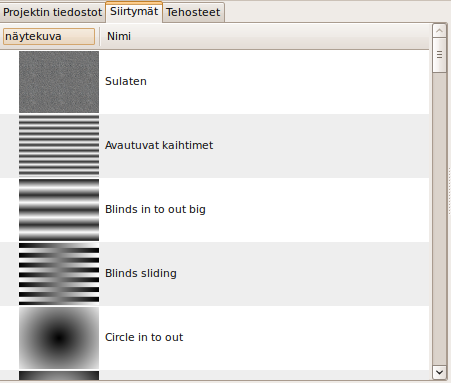 Projektin tiedostot Siirtymät Tehosteet
näytekuva Nimi
Sulaten
Avautuvat kaihtimet
Blinds in to out big
Blinds sliding
Circle in to out